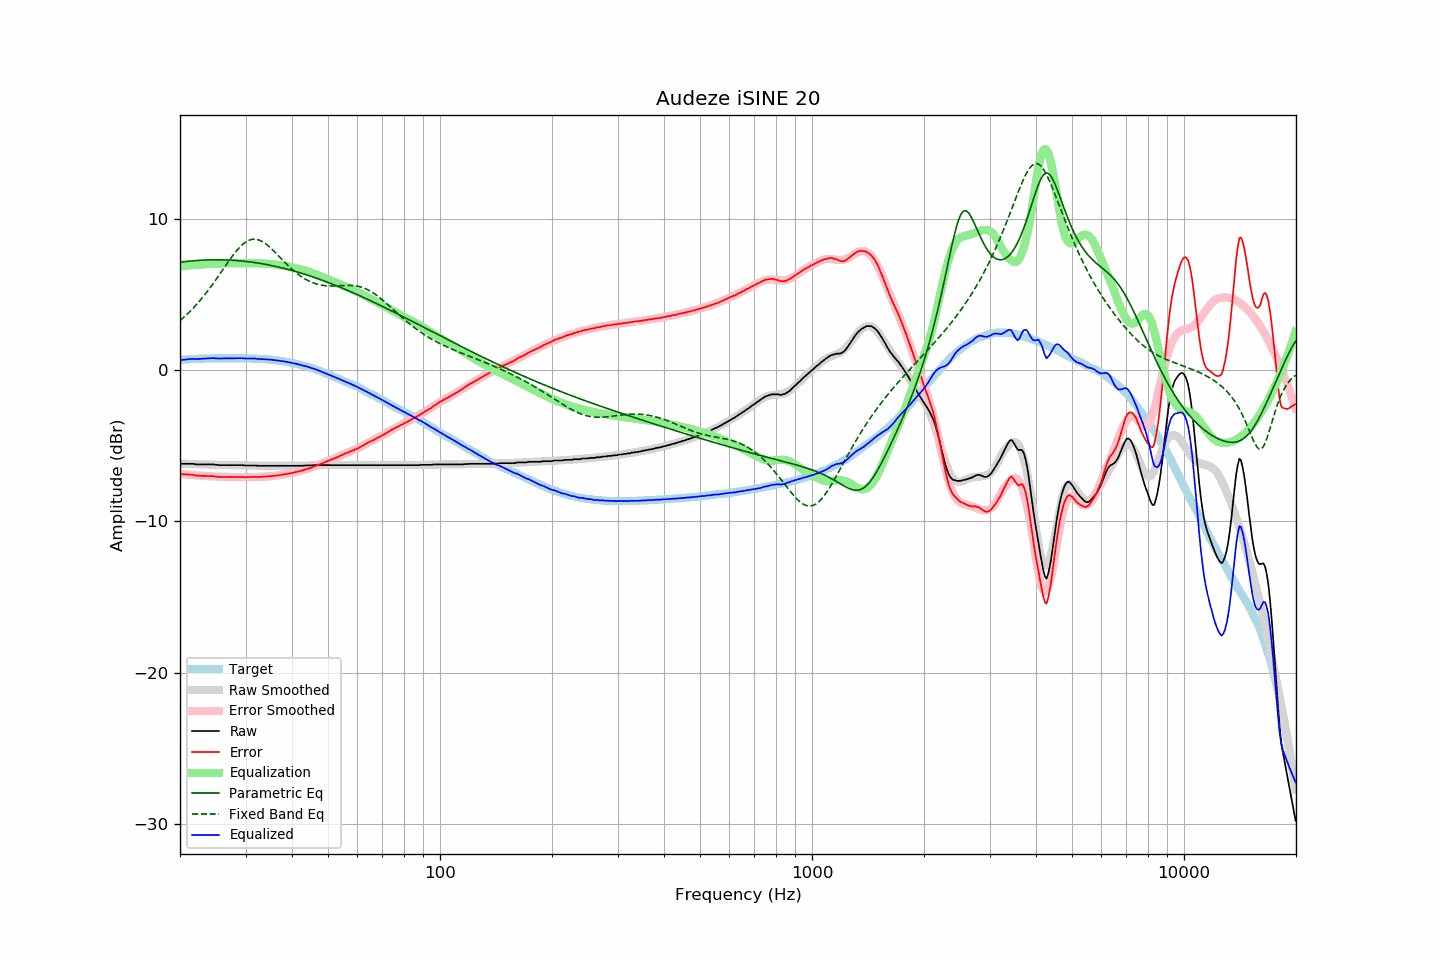 Audeze iSINE 20
Amplitude (dBr)
10
0
−10
−20
−30
Target
Raw Smoothed
Error Smoothed
Raw
Error
Equalization
Parametric Eq
Fixed Band Eq
Equalized
100
1000
10000
Frequency (Hz)